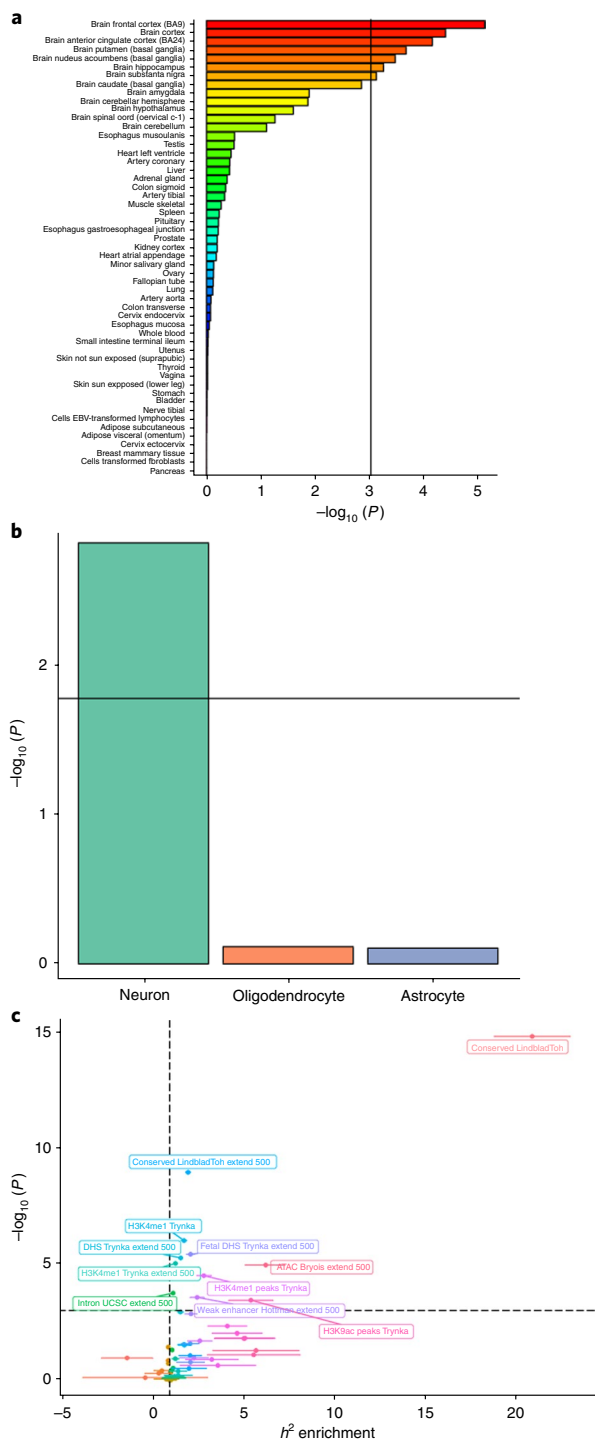 a
Brain frontal cortex (BA9)
Brain cortex
Brain anterior cingulate cortex (BA24)
Brain putamen (basal ganglia)
Brain nudeus acoumbens (basal ganglia)
Brain hippocampus
Brain substanta nigra
Brain caudate (basal ganglia)
Brain amygdala
Brain cerebellar hemisphere
Brain hypothalamus
Brain spinal oord (oervical c-1)
Brain cerebellum
Esophagus musoulanis
Testis
Heart left ventricle
Artery coronary
Liver
Adrenal gland
Colon sigmoid
Artery tibial
Muscle skeletal
Spleen
Pituitary
Esophagus gastroesophageal junction
Prostate
Kidney cortex
Heart atrial appendage
Minor salivary gland
Ovary
Fallopian tube
Lung
Artery aorta
Colon transverse
Cervix endocervix
Esophagus mucosa
Whole blood
Small intestine terminal ileum
Utenus
Skin not sun exposed (suprapubic)
Thyroid
Vagina
Skin sun expposed (lower leg)
Stomach
Bladder
Nerve tibial
Cells EBV-transformed lymphocytes
Adipose subcutaneous
Adipose visceral (omentum)
Cervix ectocervix
Breast mammary tissue
Cells transformed fbroblasts
Pancreas
0 1 2 3 4 5
–log10 (P)
b
–log10 (P)
2
1
0
Neuron Oligodendrocyte Astrocyte
c
–log10 (P)
15
10
5
0
Conserved LindbladToh
Conserved LindbladToh extend 500
H3K4me1 Trynka
DHS Trynka extend 500
Fetal DHS Trynka extend 500
H3K4me1 Trynka extend 500
ATAC Bryois extend 500
H3K4me1 peaks Trynka
Intron UCSC extend 500
Weak enhancer Hoffman extend 500
H3K9ac peaks Trynka
–5 0 5 10 15 20
h² enrichment